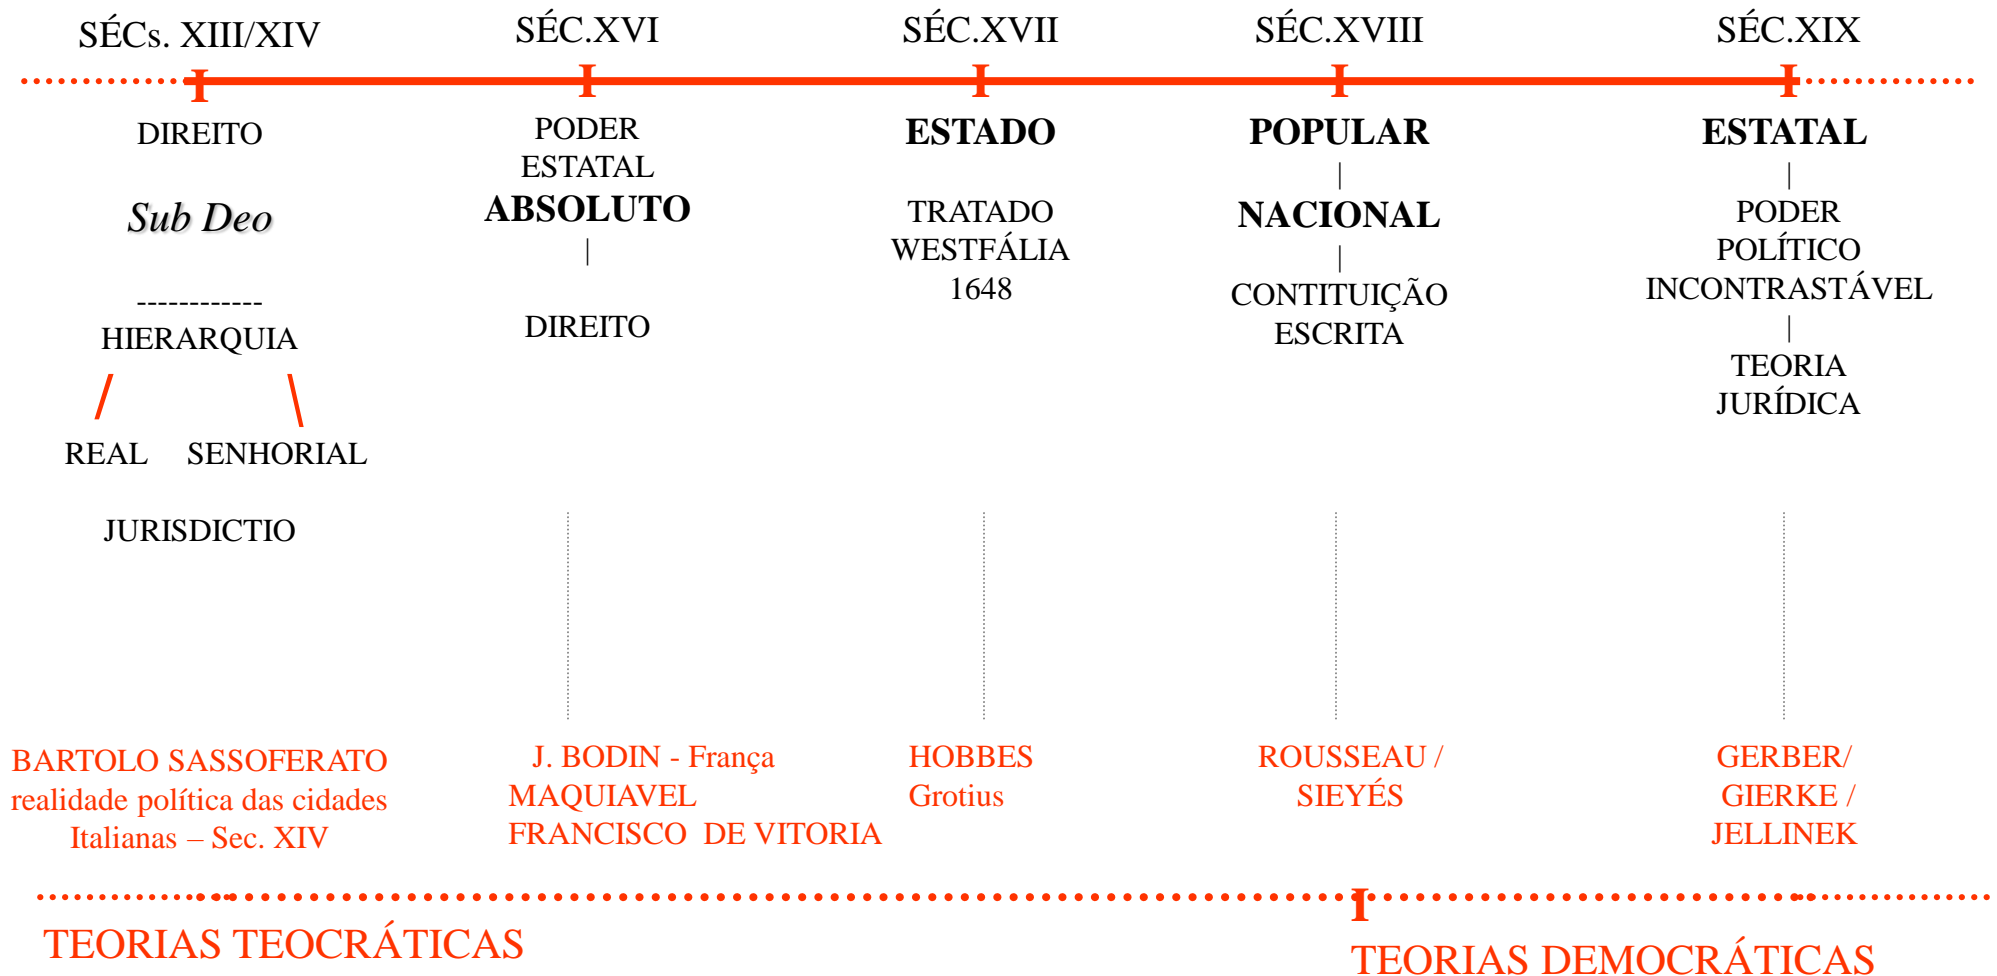 SÉCs. XIII/XIV
DIREITO
Sub Deo
------------
HIERARQUIA
/ \
REAL SENHORIAL
JURISDICTIO
BARTOLO SASSOFERATO
realidade política das cidades
Italianas – Sec. XIV
SÉC.XVI
PODER
ESTATAL
ABSOLUTO
|
DIREITO
J. BODIN - França
MAQUIAVEL
FRANCISCO DE VITORIA
SÉC.XVII
ESTADO
TRATADO
WESTFÁLIA
1648
HOBBES
Grotius
SÉC.XVIII
POPULAR
|
NACIONAL
|
CONTITUIÇÃO
ESCRITA
ROUSSEAU /
SIEYÉS
SÉC.XIX
ESTATAL
|
PODER
POLÍTICO
INCONTRASTÁVEL
|
TEORIA
JURÍDICA
GERBER/
GIERKE /
JELLINEK
TEORIAS TEOCRÁTICAS
TEORIAS DEMOCRÁTICAS